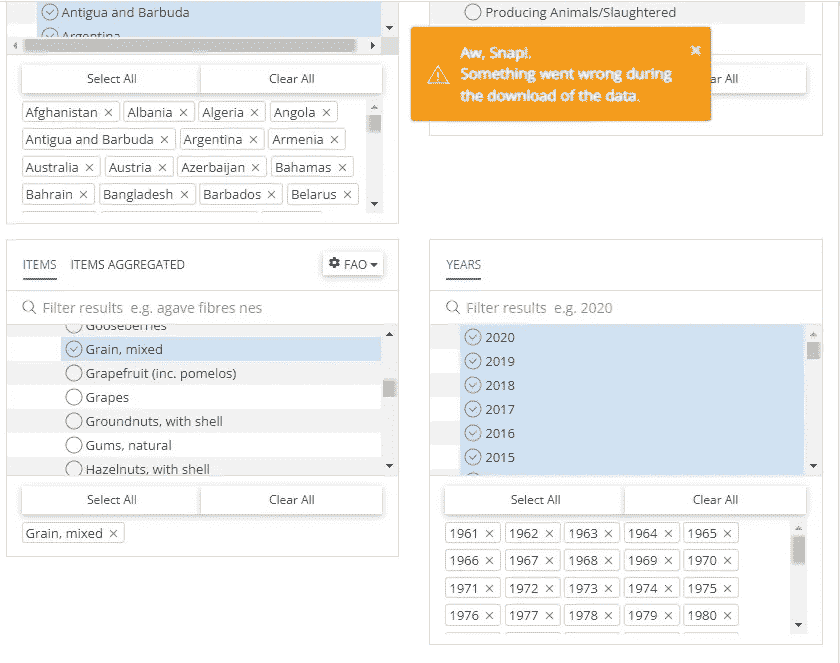 Antigua and Barbuda
Argentina
Select All
Clear All
Afghanistan × Albania × Algeria × Angola ×
Antigua and Barbuda × Argentina × Armenia ×
Australia × Austria × Azerbaijan × Bahamas ×
Bahrain × Bangladesh × Barbados × Belarus ×
Producing Animals/Slaughtered
Aw, Snap!.
Something went wrong during
the download of the data.
×
ar All
ITEMS ITEMS AGGREGATED FAO
Filter results e.g. agave fibres nes
Gooseberries
Grain, mixed
Grapefruit (inc. pomelos)
Grapes
Groundnuts, with shell
Gums, natural
Hazelnuts, with shell
Select All
Clear All
Grain, mixed ×
YEARS
Filter results e.g. 2020
2020
2019
2018
2017
2016
2015
Select All
Clear All
1961 × 1962 × 1963 × 1964 × 1965 ×
1966 × 1967 × 1968 × 1969 × 1970 ×
1971 × 1972 × 1973 × 1974 × 1975 ×
1976 × 1977 × 1978 × 1979 × 1980 ×